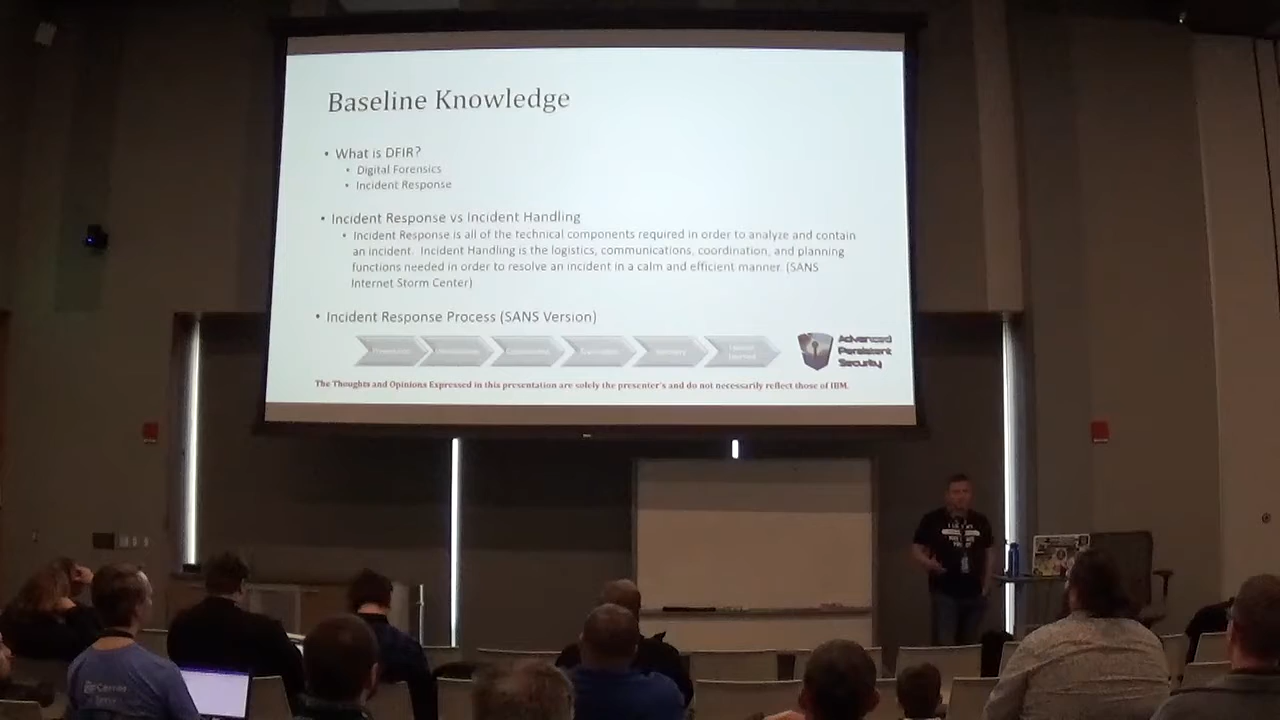 Baseline Knowledge
• What is DFIR?
• Digital Forensics
• Incident Response
• Incident Response vs Incident Handling
• Incident Response is all of the technical components required in order to analyze and contain
an incident. Incident Handling is the logistics, communications, coordination, and planning
functions needed in order to resolve an incident in a calm and efficient manner. (SANS
Internet Storm Center)
• Incident Response Process (SANS Version)
Advanced
Persistent
Security
The Thoughts and Opinions Expressed in this presentation are solely the presenter's and do not necessarily reflect those of IBM.
Cerner